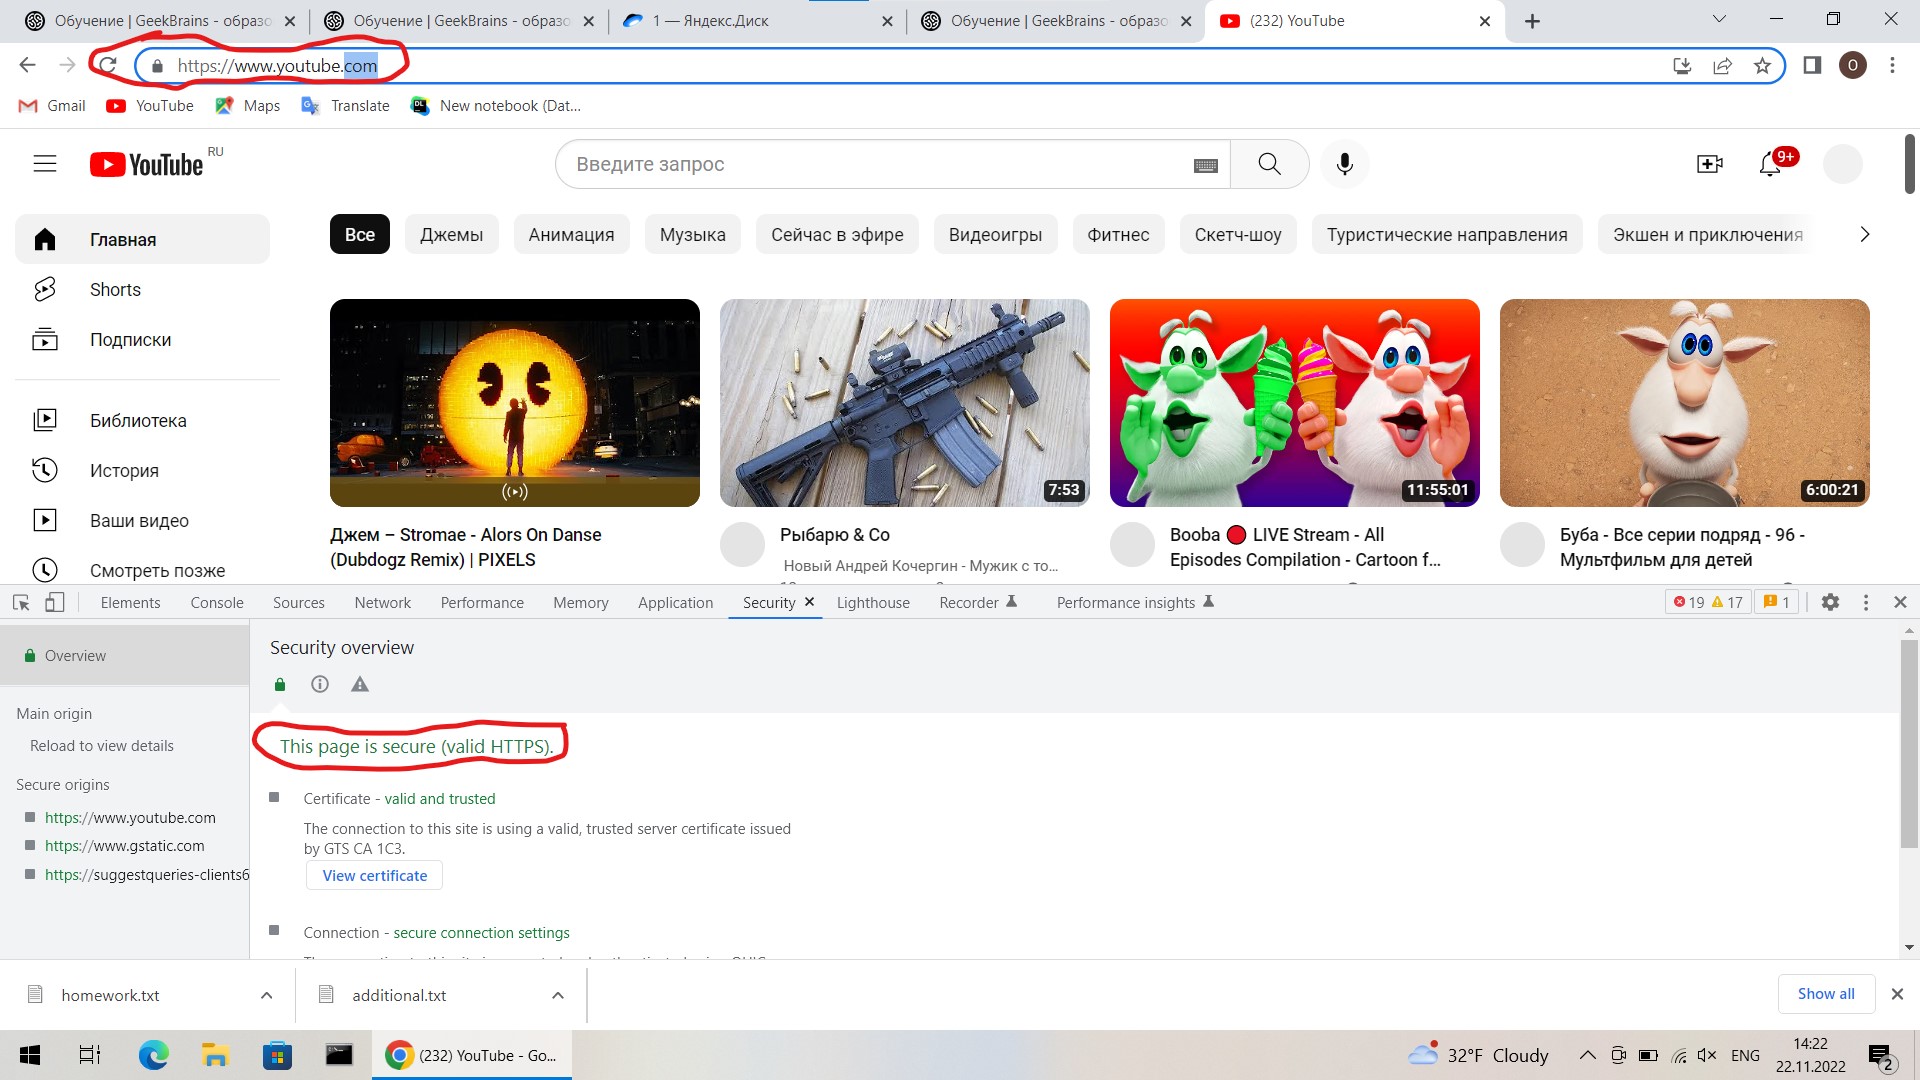 Обучение | GeekBrains - образо
Обучение | GeekBrains - образо
1 — Яндекс.Диск
Обучение | GeekBrains - образо
(232) YouTube
https://www.youtube.com
O
Gmail
YouTube
Maps
Translate
New notebook (Dat...
YouTube
RU
Введите запрос
9+
Главная
Shorts
Подписки
Библиотека
История
Ваши видео
Смотреть позже
Все
Джемы
Анимация
Музыка
Сейчас в эфире
Видеоигры
Фитнес
Скетч-шоу
Туристические направления
Экшен и приключения
Джем – Stromae - Alors On Danse
(Dubdogz Remix) | PIXELS
7:53
Рыбарю & Co
Новый Андрей Кочергин - Мужик с то...
11:55:01
Booba 🔴 LIVE Stream - All
Episodes Compilation - Cartoon f...
6:00:21
Буба - Все серии подряд - 96 -
Мультфильм для детей
Elements
Console
Sources
Network
Performance
Memory
Application
Security
Lighthouse
Recorder
Performance insights
19
17
1
Overview
Main origin
Reload to view details
Secure origins
https://www.youtube.com
https://www.gstatic.com
https://suggestqueries-clients6
Security overview
This page is secure (valid HTTPS).
Certificate - valid and trusted
The connection to this site is using a valid, trusted server certificate issued
by GTS CA 1C3.
View certificate
Connection - secure connection settings
homework.txt
additional.txt
Show all
(232) YouTube - Go...
32°F Cloudy
ENG
14:22
22.11.2022
2